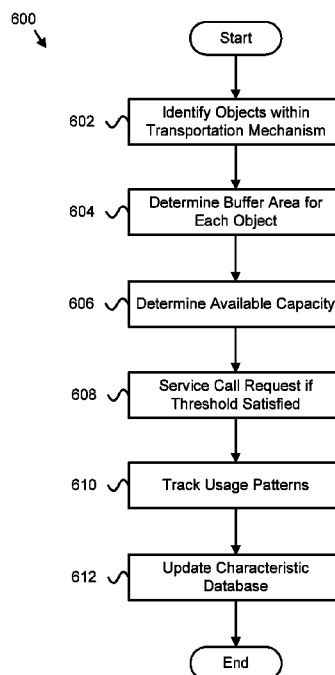 600
Start
602
Identify Objects within
Transportation Mechanism
604
Determine Buffer Area for
Each Object
606
Determine Available Capacity
608
Service Call Request if
Threshold Satisfied
610
Track Usage Patterns
612
Update Characteristic
Database
End